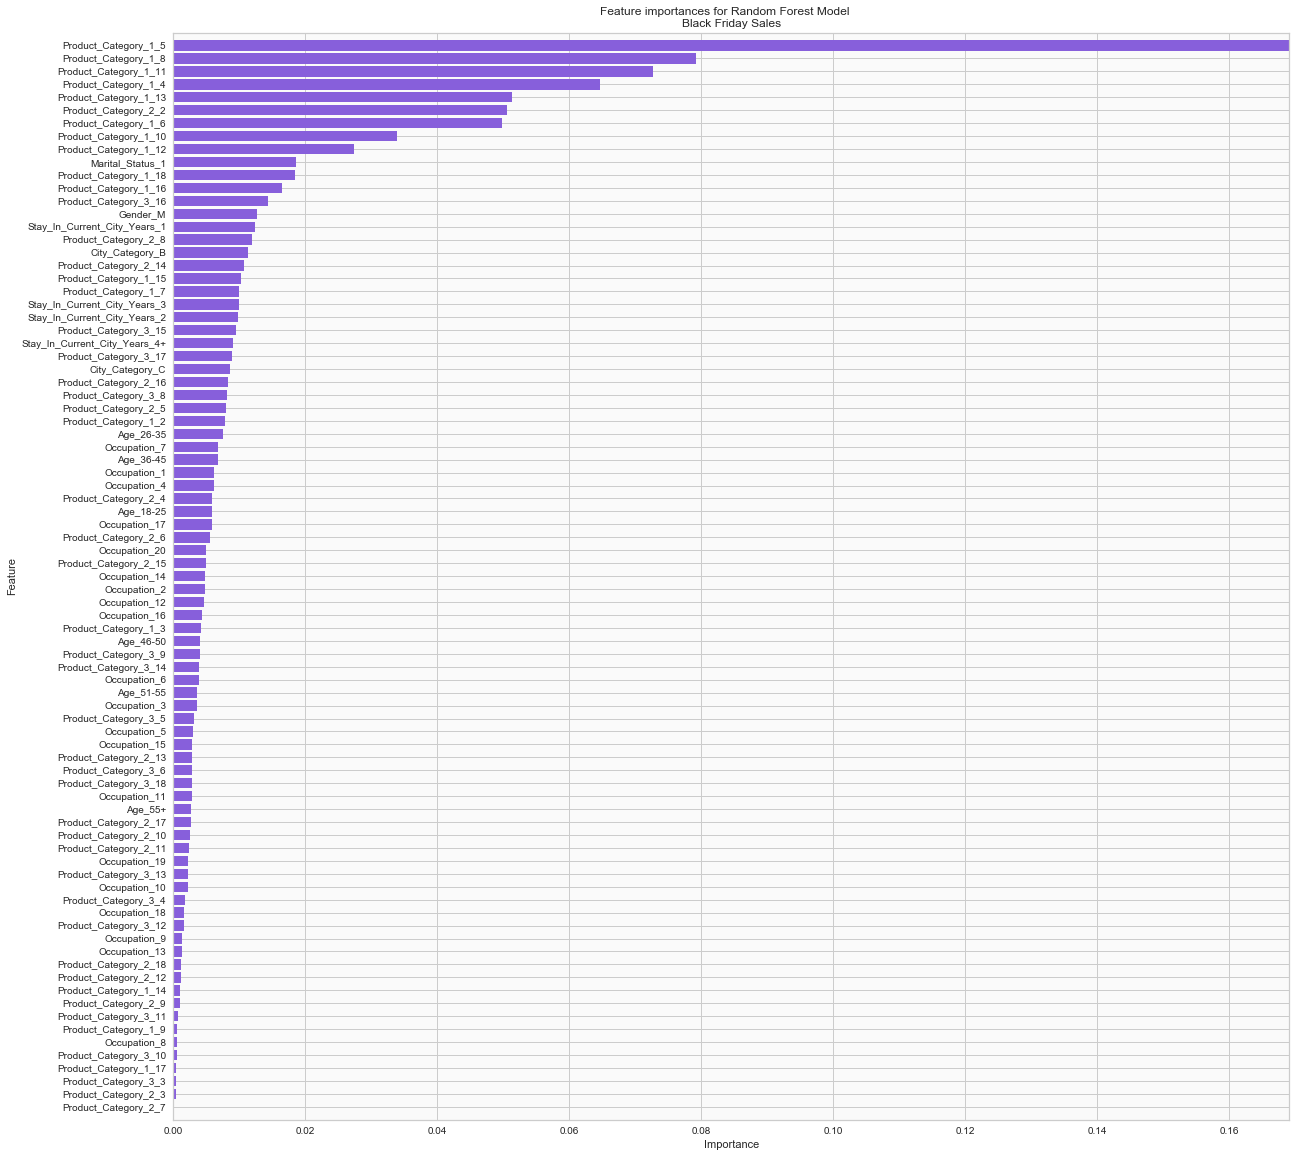 Feature importances for Random Forest Model
Black Friday Sales
Product_Category_1_5
Product_Category_1_8
Product_Category_1_11
Product_Category_1_4
Product_Category_1_13
Product_Category_2_2
Product_Category_1_6
Product_Category_1_10
Product_Category_1_12
Marital_Status_1
Product_Category_1_18
Product_Category_1_16
Product_Category_3_16
Gender_M
Stay_In_Current_City_Years_1
Product_Category_2_8
City_Category_B
Product_Category_2_14
Product_Category_1_15
Product_Category_1_7
Stay_In_Current_City_Years_3
Stay_In_Current_City_Years_2
Product_Category_3_15
Stay_In_Current_City_Years_4+
Product_Category_3_17
City_Category_C
Product_Category_2_16
Product_Category_3_8
Product_Category_2_5
Product_Category_1_2
Age_26-35
Occupation_7
Age_36-45
Occupation_1
Occupation_4
Product_Category_2_4
Age_18-25
Occupation_17
Product_Category_2_6
Occupation_20
Product_Category_2_15
Occupation_14
Occupation_2
Occupation_12
Occupation_16
Product_Category_1_3
Age_46-50
Product_Category_3_9
Product_Category_3_14
Occupation_6
Age_51-55
Occupation_3
Product_Category_3_5
Occupation_5
Occupation_15
Product_Category_2_13
Product_Category_3_6
Product_Category_3_18
Occupation_11
Age_55+
Product_Category_2_17
Product_Category_2_10
Product_Category_2_11
Occupation_19
Product_Category_3_13
Occupation_10
Product_Category_3_4
Occupation_18
Product_Category_3_12
Occupation_9
Occupation_13
Product_Category_2_18
Product_Category_2_12
Product_Category_1_14
Product_Category_2_9
Product_Category_3_11
Product_Category_1_9
Occupation_8
Product_Category_3_10
Product_Category_1_17
Product_Category_3_3
Product_Category_2_3
Product_Category_2_7
Feature
0.00 0.02 0.04 0.06 0.08 0.10 0.12 0.14 0.16
Importance